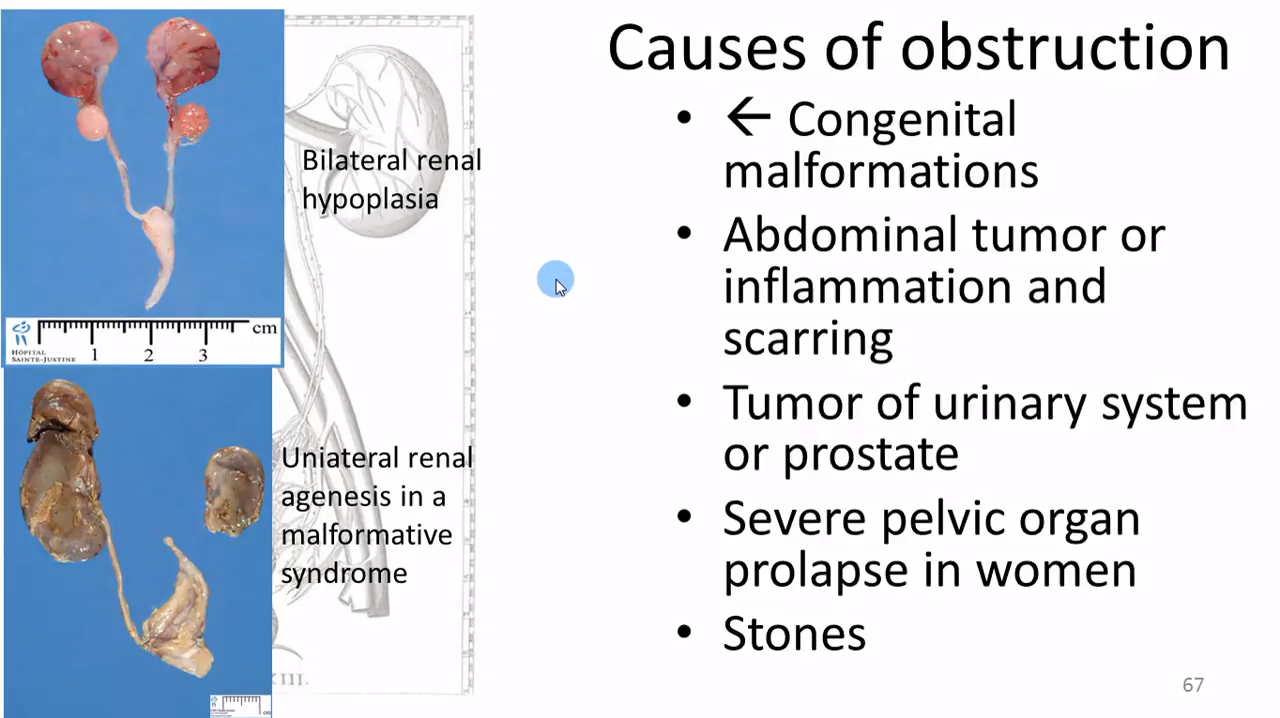 Causes of obstruction
• ← Congenital
malformations
• Abdominal tumor or
inflammation and
scarring
• Tumor of urinary system
or prostate
• Severe pelvic organ
prolapse in women
• Stones
Bilateral renal
hypoplasia
cm
1 2 3
HÔPITAL
SAINTE-JUSTINE
Uniateral renal
agenesis in a
malformative
syndrome
cm
XIII.
67